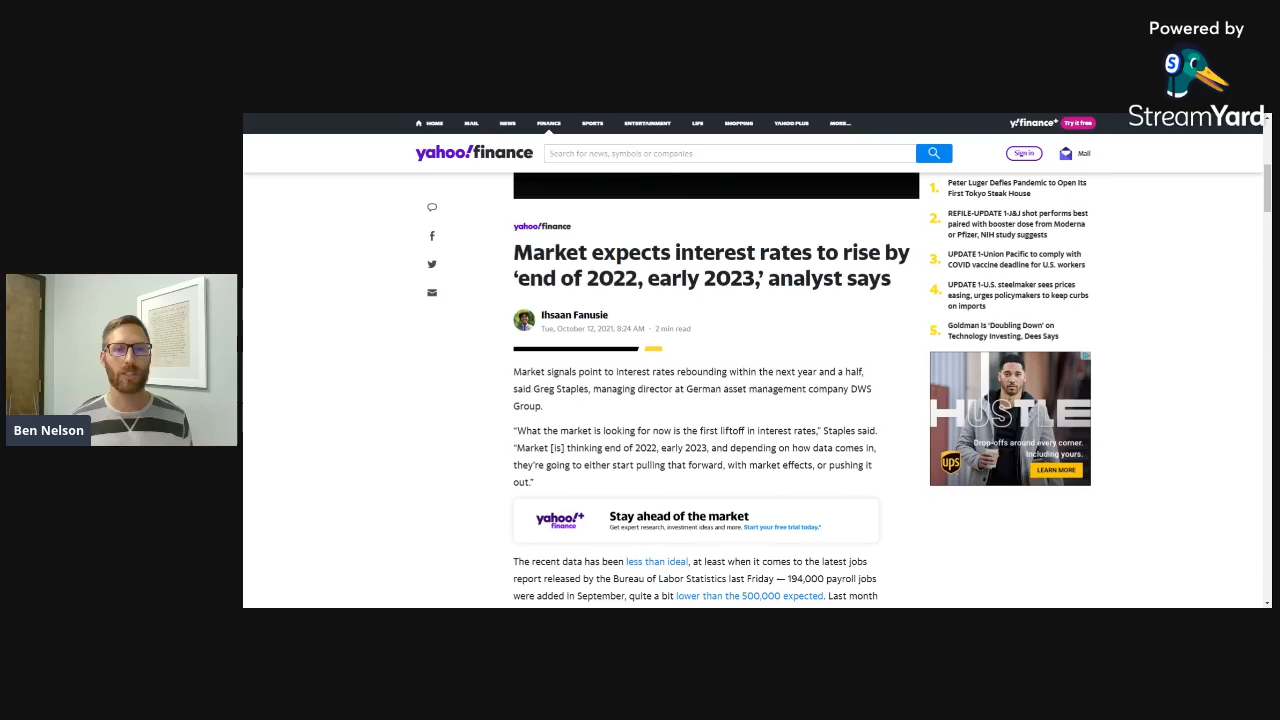 Powered by
S
StreamYard
HOME MAIL NEWS FINANCE SPORTS ENTERTAINMENT LIFE SHOPPING YAHOO PLUS MORE...
y!finance+ Try it free
yahoo!finance
Search for news, symbols or companies
Sign in
Mail
yahoo!finance
Market expects interest rates to rise by
‘end of 2022, early 2023,’ analyst says
Ihsaan Fanusie
Tue, October 12, 2021, 8:24 AM · 2 min read
Market signals point to interest rates rebounding within the next year and a half,
said Greg Staples, managing director at German asset management company DWS
Group.
“What the market is looking for now is the first liftoff in interest rates,” Staples said.
“Market [is] thinking end of 2022, early 2023, and depending on how data comes in,
they’re going to either start pulling that forward, with market effects, or pushing it
out.”
yahoo!+
finance
Stay ahead of the market
Get expert research, investment ideas and more. Start your free trial today.*
The recent data has been less than ideal, at least when it comes to the latest jobs
report released by the Bureau of Labor Statistics last Friday — 194,000 payroll jobs
were added in September, quite a bit lower than the 500,000 expected. Last month
1. Peter Luger Defies Pandemic to Open Its
First Tokyo Steak House
2. REFILE-UPDATE 1-J&J shot performs best
paired with booster dose from Moderna
or Pfizer, NIH study suggests
3. UPDATE 1-Union Pacific to comply with
COVID vaccine deadline for U.S. workers
4. UPDATE 1-U.S. steelmaker sees prices
easing, urges policymakers to keep curbs
on imports
5. Goldman Is ‘Doubling Down’ on
Technology Investing, Dees Says
HUSTLE
Drop-offs around every corner.
Including yours.
ups
LEARN MORE
Ben Nelson